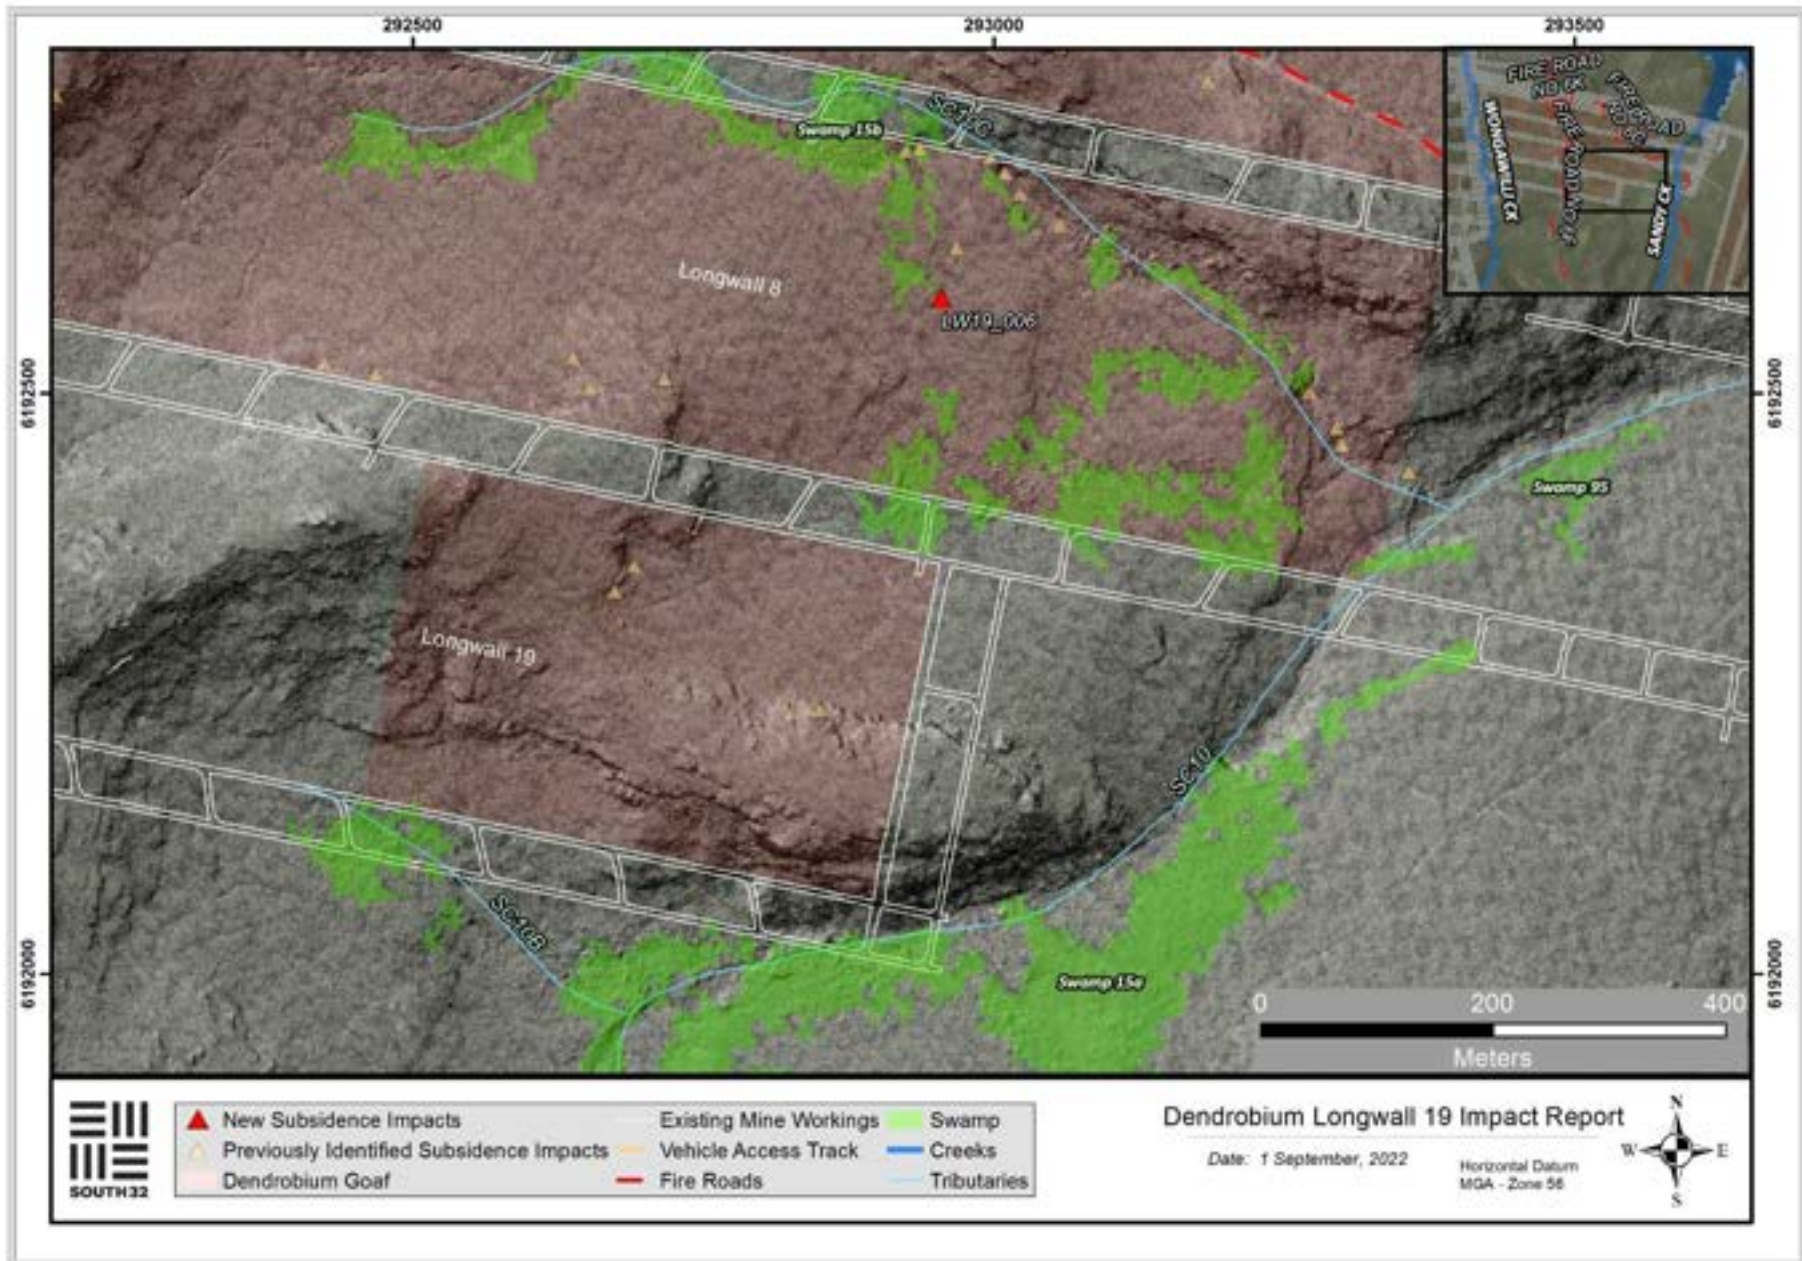 292500
293000
293500
FIRE ROAD
NO 6K
WONGAWILLI CK
SANDY CK
SC7-C
Swamp 15b
Longwall 8
LW19_006
6192500
6192500
Swamp 95
Longwall 19
SC10
SC10B
6192000
6192000
Swamp 15a
0 200 400
Meters
SOUTH32
New Subsidence Impacts
Previously Identified Subsidence Impacts
Dendrobium Goaf
Existing Mine Workings
Vehicle Access Track
Fire Roads
Swamp
Creeks
Tributaries
Dendrobium Longwall 19 Impact Report
Date: 1 September, 2022
Horizontal Datum
MGA - Zone 56
N
W
E
S